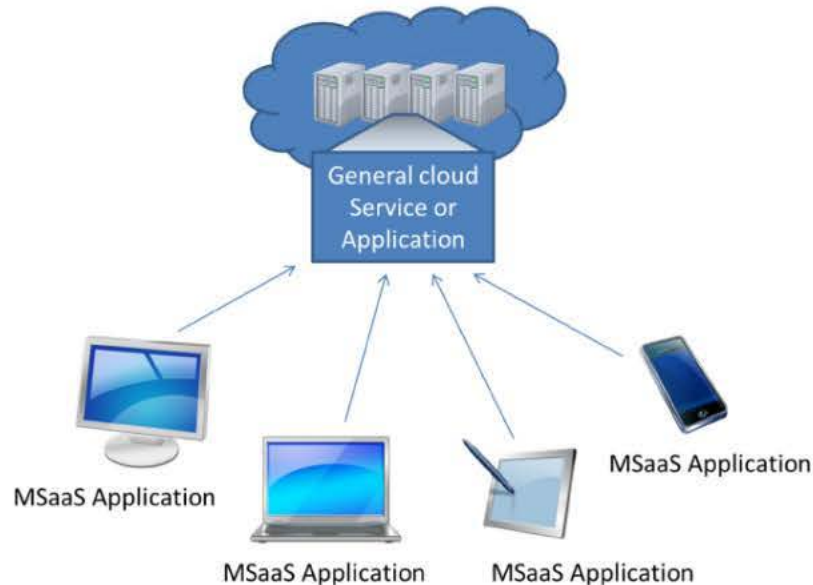 General cloud
Service or
Application
MSaaS Application
MSaaS Application
MSaaS Application
MSaaS Application